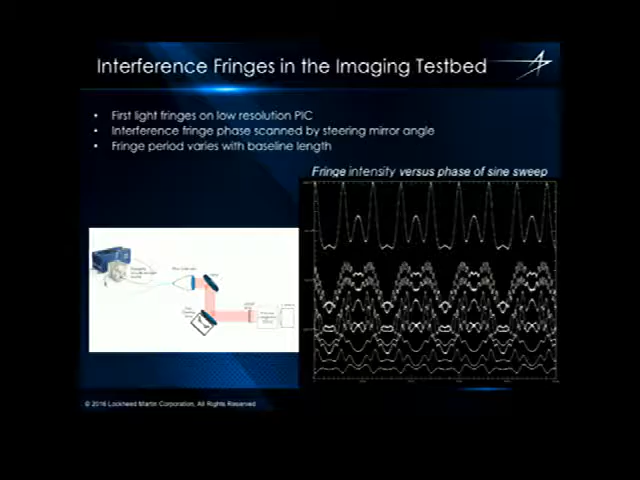 Interference Fringes in the Imaging Testbed
• First light fringes on low resolution PIC
• Interference fringe phase scanned by steering mirror angle
• Fringe period varies with baseline length
Fringe intensity versus phase of sine sweep
© 2016 Lockheed Martin Corporation, All Rights Reserved